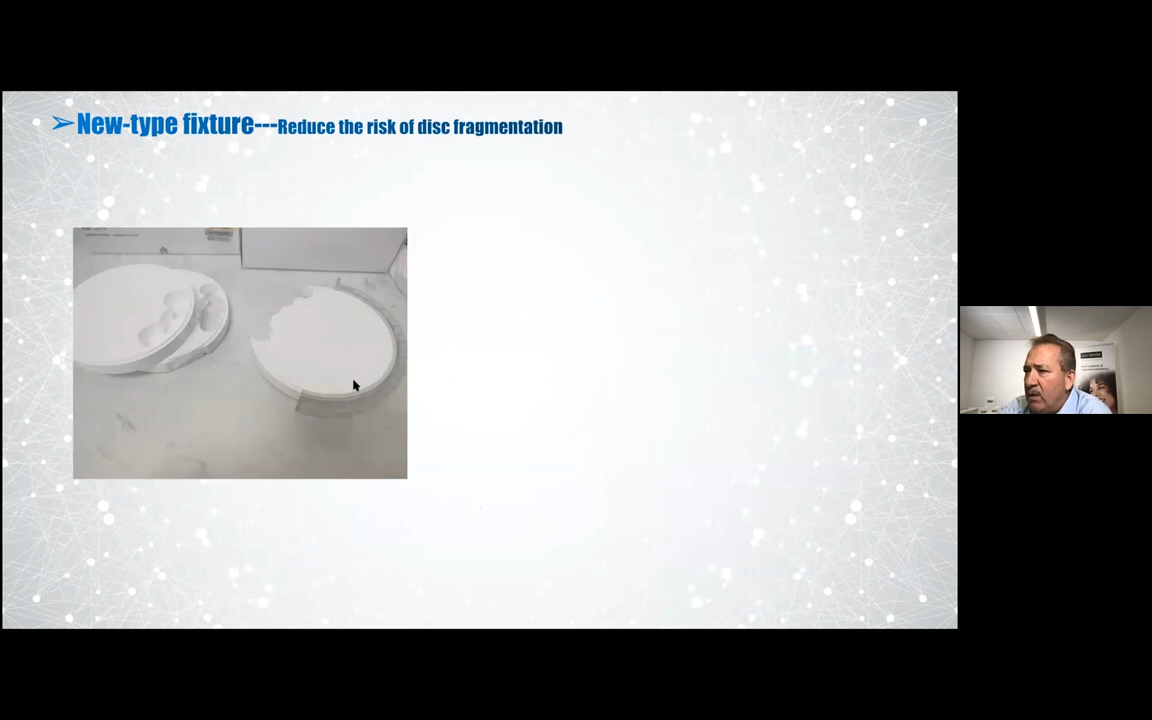 ➢New-type fixture---Reduce the risk of disc fragmentation